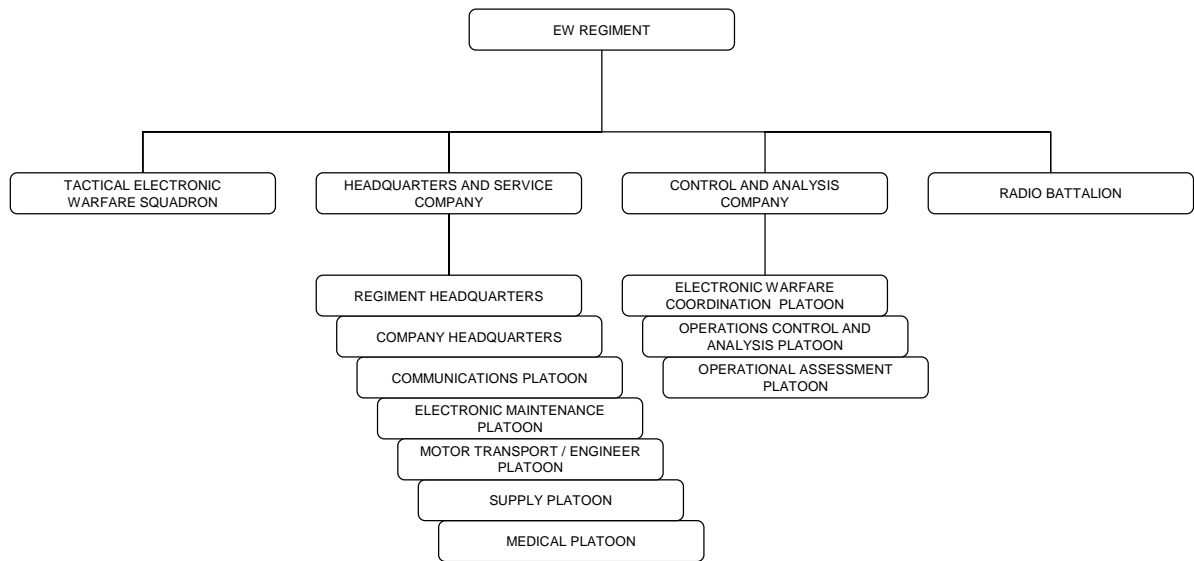 EW REGIMENT
TACTICAL ELECTRONIC
WARFARE SQUADRON
HEADQUARTERS AND SERVICE
COMPANY
CONTROL AND ANALYSIS
COMPANY
RADIO BATTALION
REGIMENT HEADQUARTERS
COMPANY HEADQUARTERS
COMMUNICATIONS PLATOON
ELECTRONIC MAINTENANCE
PLATOON
MOTOR TRANSPORT / ENGINEER
PLATOON
SUPPLY PLATOON
MEDICAL PLATOON
ELECTRONIC WARFARE
COORDINATION PLATOON
OPERATIONS CONTROL AND
ANALYSIS PLATOON
OPERATIONAL ASSESSMENT
PLATOON